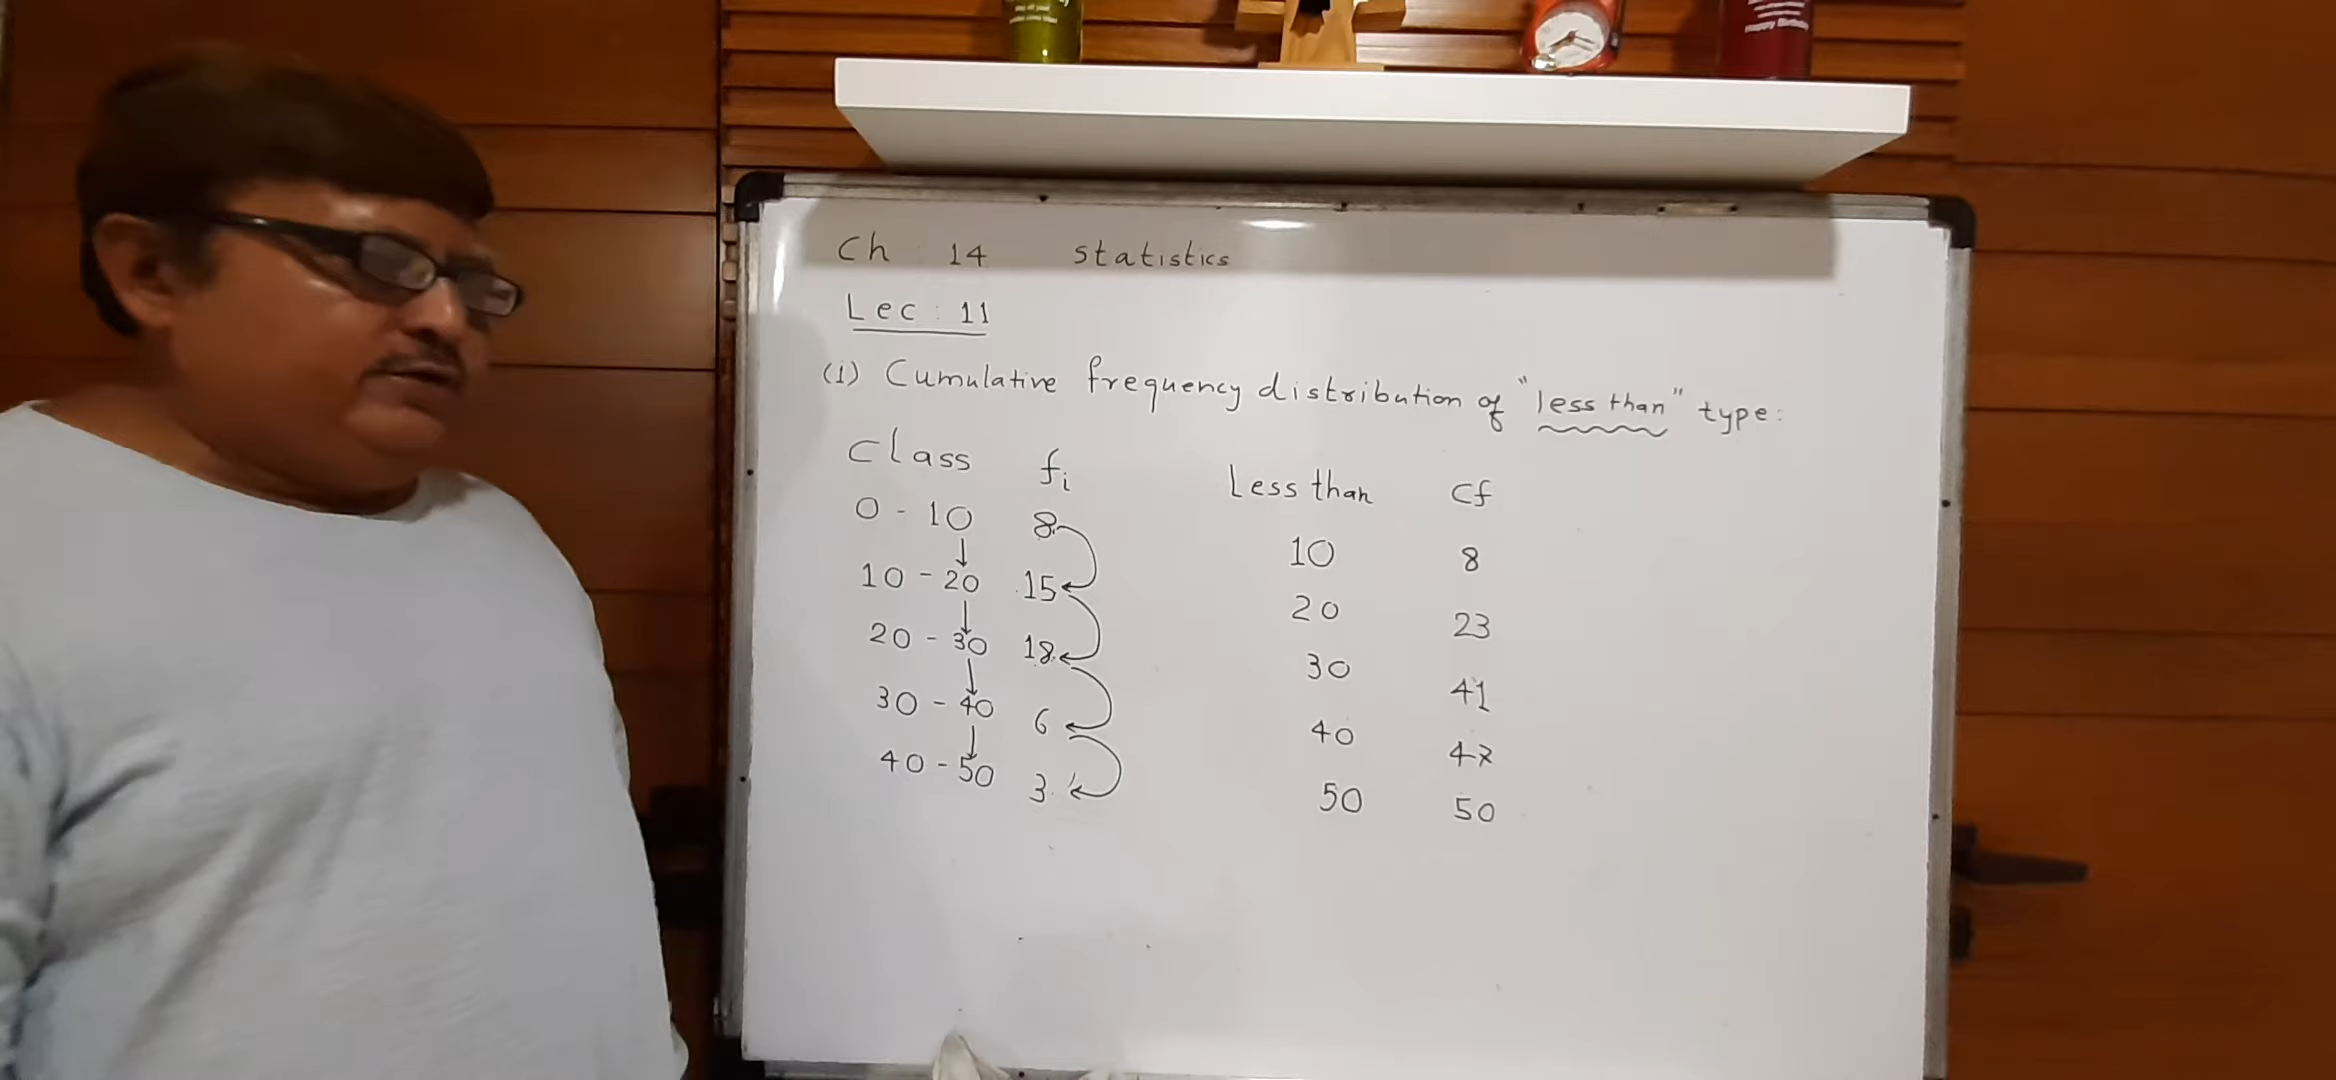 Happy Birthday
Ch : 14 statistics
Lec : 11
(1) Cumulative frequency distribution of "less than" type:
Class fi Less than Cf
0 - 10 8 10 8
10 - 20 15 20 23
20 - 30 18 30 41
30 - 40 6 40 47
40 - 50 3 50 50